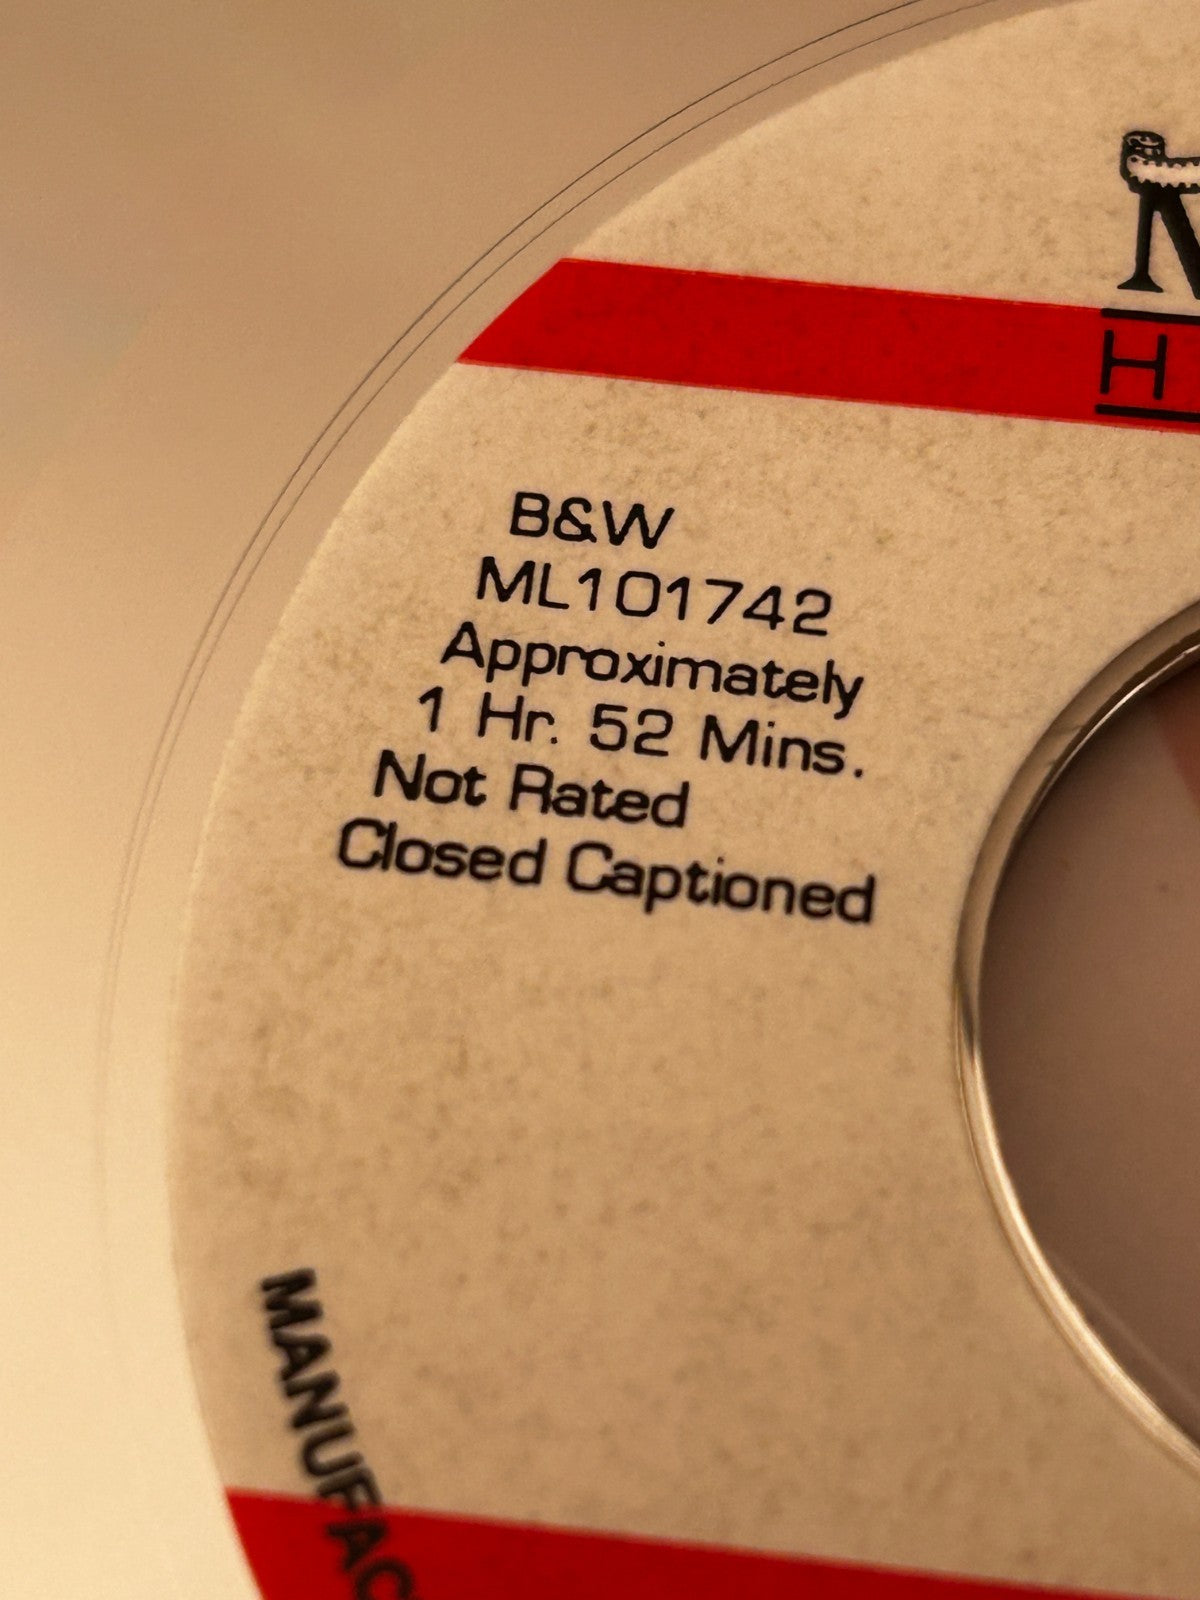 H
B&W
ML101742
Approximately
1 Hr. 52 Mins.
Not Rated
Closed Captioned